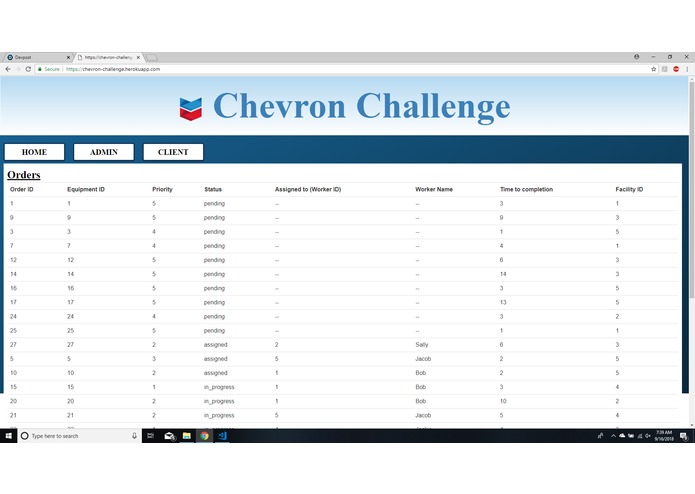 Devpost
https://chevron-challeng
Secure | https://chevron-challenge.herokuapp.com
Chevron Challenge
HOME ADMIN CLIENT
Orders
Order ID Equipment ID Priority Status Assigned to (Worker ID) Worker Name Time to completion Facility ID
1 1 5 pending -- -- 3 1
9 9 5 pending -- -- 9 3
3 3 4 pending -- -- 1 5
7 7 4 pending -- -- 4 1
12 12 5 pending -- -- 6 3
14 14 5 pending -- -- 14 3
16 16 5 pending -- -- 3 5
17 17 5 pending -- -- 13 5
24 24 4 pending -- -- 3 2
25 25 5 pending -- -- 1 1
27 27 2 assigned 2 Sally 6 3
5 5 3 assigned 5 Jacob 2 5
10 10 2 assigned 1 Bob 2 5
15 15 1 in_progress 1 Bob 3 4
20 20 2 in_progress 1 Bob 10 2
21 21 2 in_progress 5 Jacob 5 4
Type here to search
7:39 AM
9/16/2018